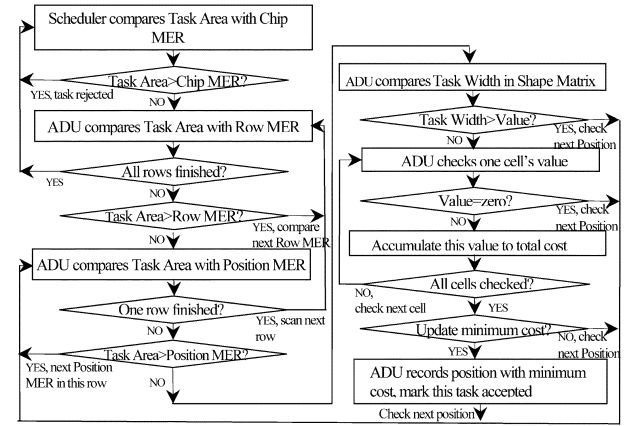 Scheduler compares Task Area with Chip
MER
Task Area>Chip MER?
YES, task rejected
NO
ADU compares Task Area with Row MER
All rows finished?
YES
NO
Task Area>Row MER?
YES, compare
next Row MER
NO
ADU compares Task Area with Position MER
One row finished?
YES, scan next
row
NO
Task Area>Position MER?
YES, next Position
MER in this row
NO
ADU compares Task Width in Shape Matrix
Task Width>Value?
YES, check
next Position
NO
ADU checks one cell's value
Value=zero?
YES, check
next Position
NO
Accumulate this value to total cost
All cells checked?
NO,
check next cell
YES
Update minimum cost?
NO, check
next Position
YES
ADU records position with minimum
cost, mark this task accepted
Check next position